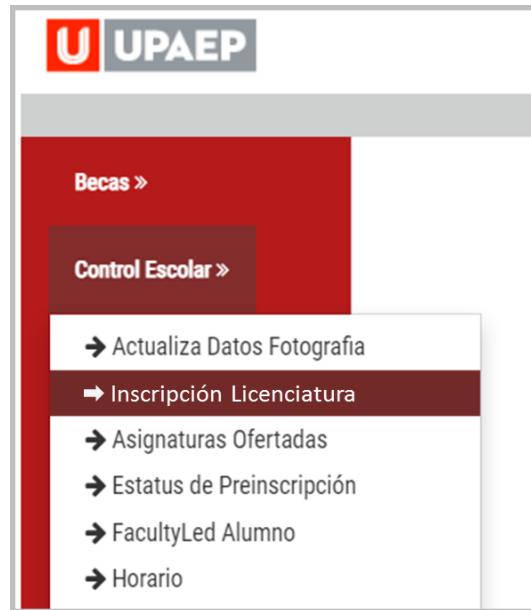 U UPAEP
Becas »
Control Escolar »
Actualiza Datos Fotografia
Inscripción Licenciatura
Asignaturas Ofertadas
Estatus de Preinscripción
FacultyLed Alumno
Horario